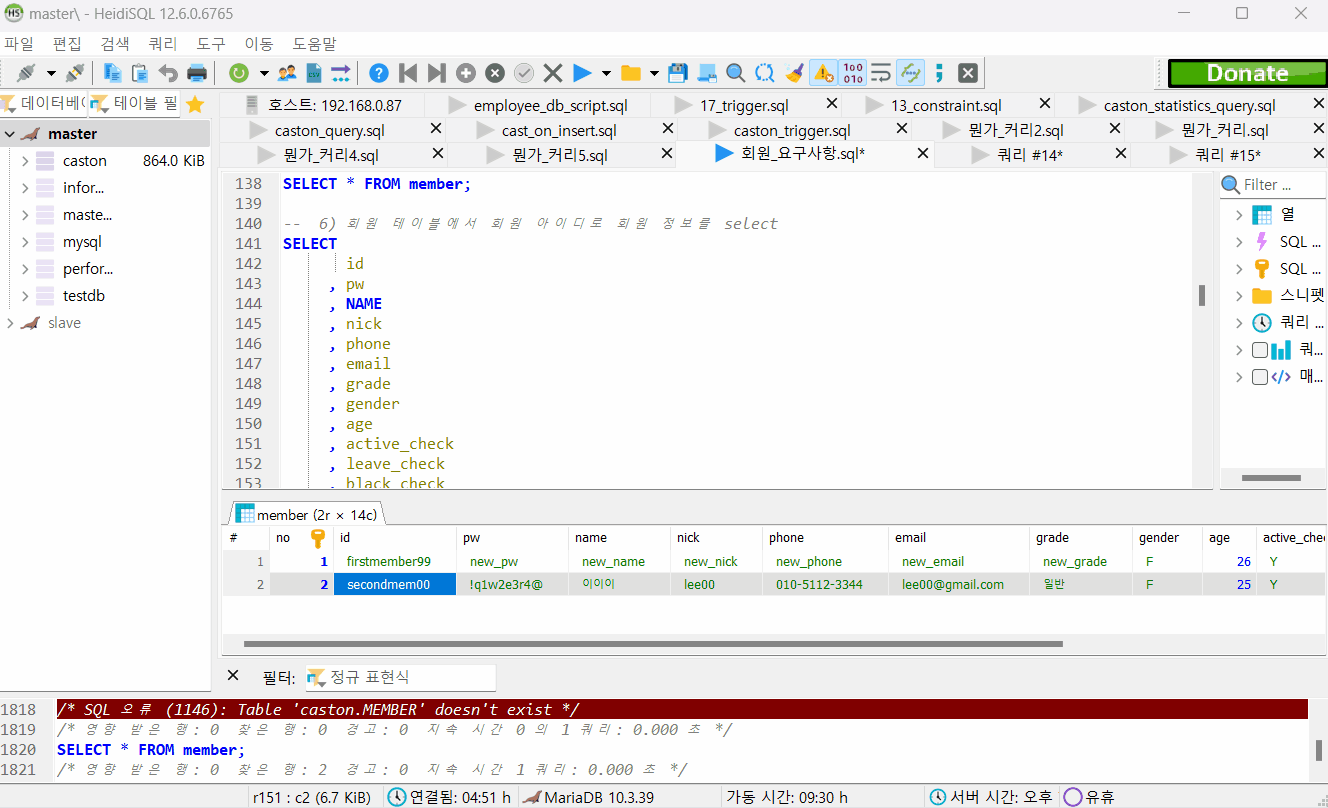 master\ - HeidiSQL 12.6.0.6765
파일 편집 검색 쿼리 도구 이동 도움말
Donate
데이터베( 테이블 필
호스트: 192.168.0.87 employee_db_script.sql 17_trigger.sql 13_constraint.sql caston_statistics_query.sql
caston_query.sql cast_on_insert.sql caston_trigger.sql 뭔가_커리2.sql 뭔가_커리.sql
뭔가_커리4.sql 뭔가_커리5.sql 회원_요구사항.sql* 쿼리 #14* 쿼리 #15*
master
caston 864.0 KiB
infor...
maste...
mysql
perfor...
testdb
slave
138 SELECT * FROM member;
139
140 -- 6) 회원 테이블에서 회원 아이디로 회원 정보를 select
141 SELECT
142 id
143 , pw
144 , NAME
145 , nick
146 , phone
147 , email
148 , grade
149 , gender
150 , age
151 , active_check
152 , leave_check
153 , black_check
Filter ...
열
SQL ...
SQL ...
스니펫
쿼리 ...
쿼...
매...
member (2r × 14c)
# no id pw name nick phone email grade gender age active_che
1 1 firstmember99 new_pw new_name new_nick new_phone new_email new_grade F 26 Y
2 2 secondmem00 !q1w2e3r4@ 이이이 lee00 010-5112-3344 lee00@gmail.com 일반 F 25 Y
필터: 정규 표현식
1818 /* SQL 오류 (1146): Table 'caston.MEMBER' doesn't exist */
1819 /* 영향 받은 행: 0 찾은 행: 0 경고: 0 지속 시간 0 의 1 쿼리: 0.000 초 */
1820 SELECT * FROM member;
1821 /* 영향 받은 행: 0 찾은 행: 2 경고: 0 지속 시간 1 쿼리: 0.000 초 */
r151 : c2 (6.7 KiB) 연결됨: 04:51 h MariaDB 10.3.39 가동 시간: 09:30 h 서버 시간: 오후 유휴